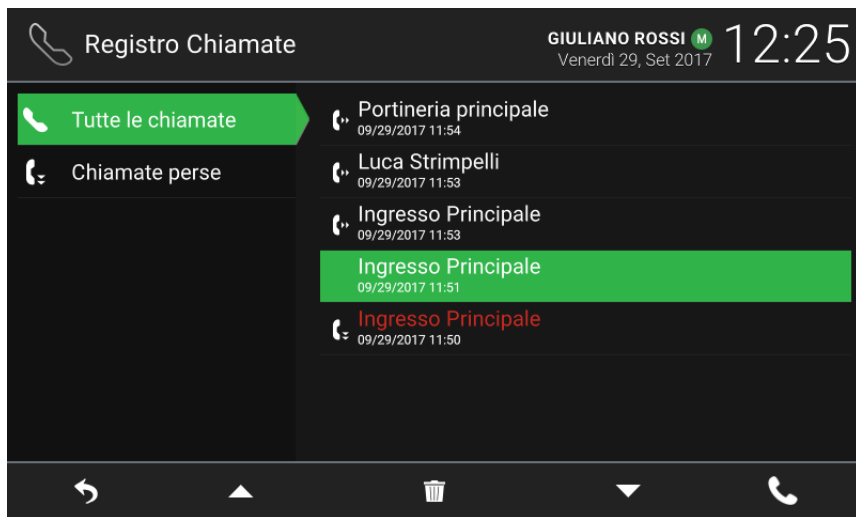 Registro Chiamate
GIULIANO ROSSI M
Venerdì 29, Set 2017
12:25
Tutte le chiamate
Chiamate perse
Portineria principale
09/29/2017 11:54
Luca Strimpelli
09/29/2017 11:53
Ingresso Principale
09/29/2017 11:53
Ingresso Principale
09/29/2017 11:51
Ingresso Principale
09/29/2017 11:50